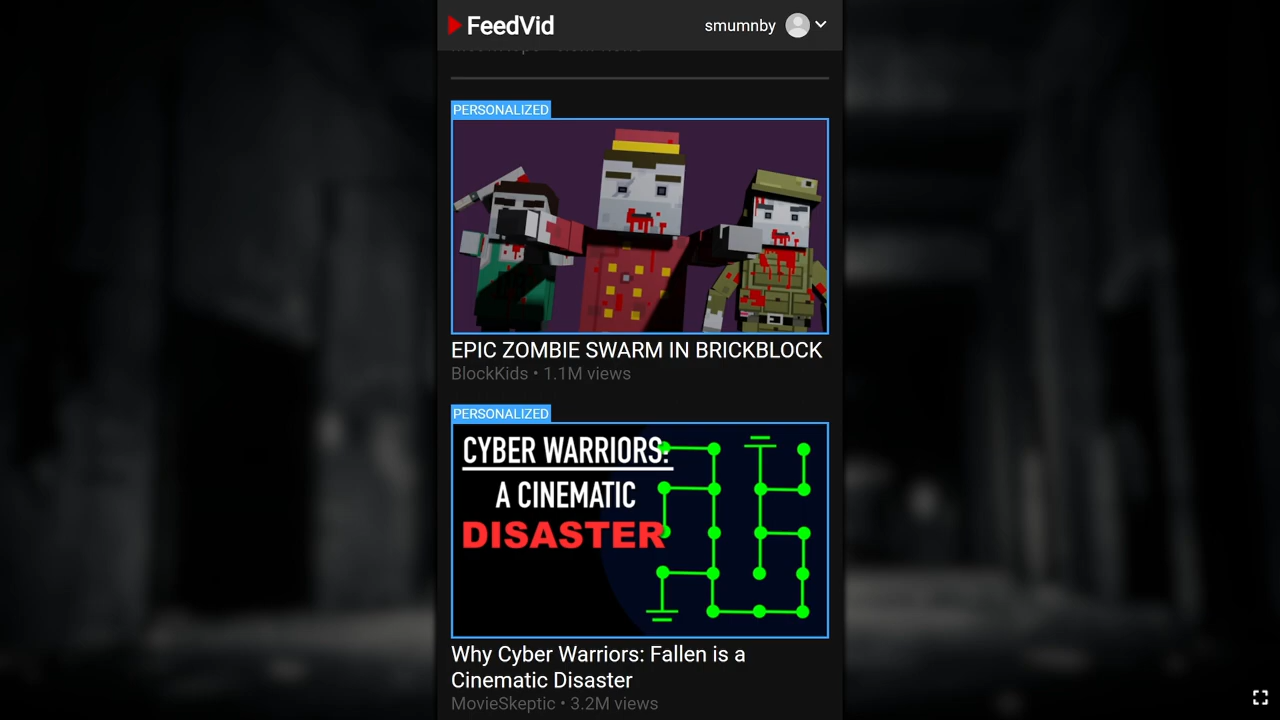 FeedVid
smumnby
PERSONALIZED
EPIC ZOMBIE SWARM IN BRICKBLOCK
BlockKids • 1.1M views
PERSONALIZED
CYBER WARRIORS:
A CINEMATIC
DISASTER
Why Cyber Warriors: Fallen is a
Cinematic Disaster
MovieSkeptic • 3.2M views